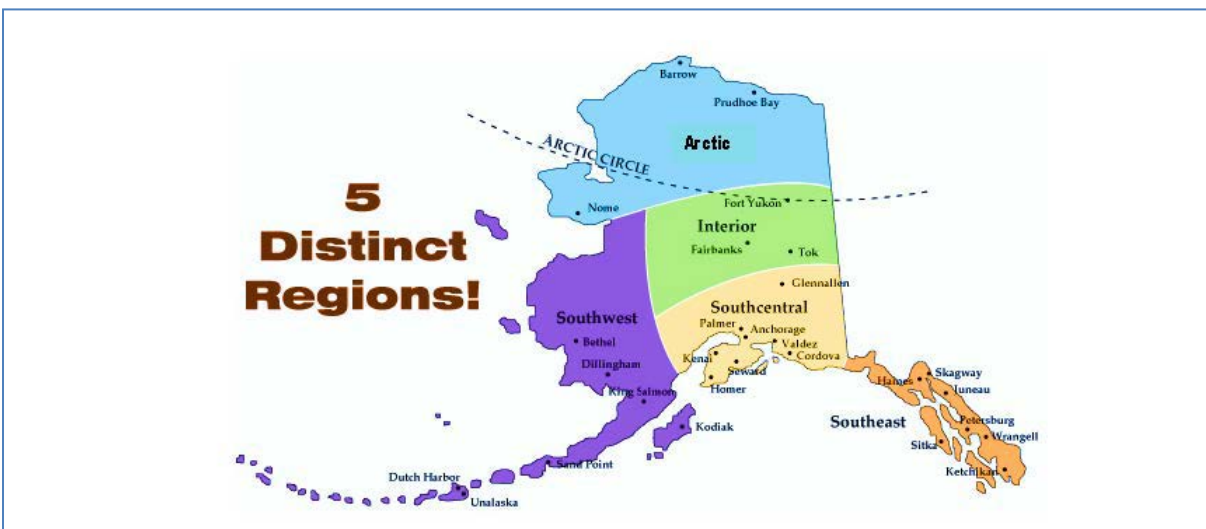 Barrow
Prudhoe Bay
Arctic
ARCTIC CIRCLE
5
Distinct
Regions!
Nome
Fort Yukon
Interior
Fairbanks
Tok
Glennallen
Southcentral
Southwest
Palmer
Anchorage
Bethel
Valdez
Kenai
Cordova
Dillingham
Seward
Homer
King Salmon
Haines
Skagway
Juneau
Southeast
Petersburg
Kodiak
Wrangell
Sitka
Sand Point
Ketchikan
Dutch Harbor
Unalaska